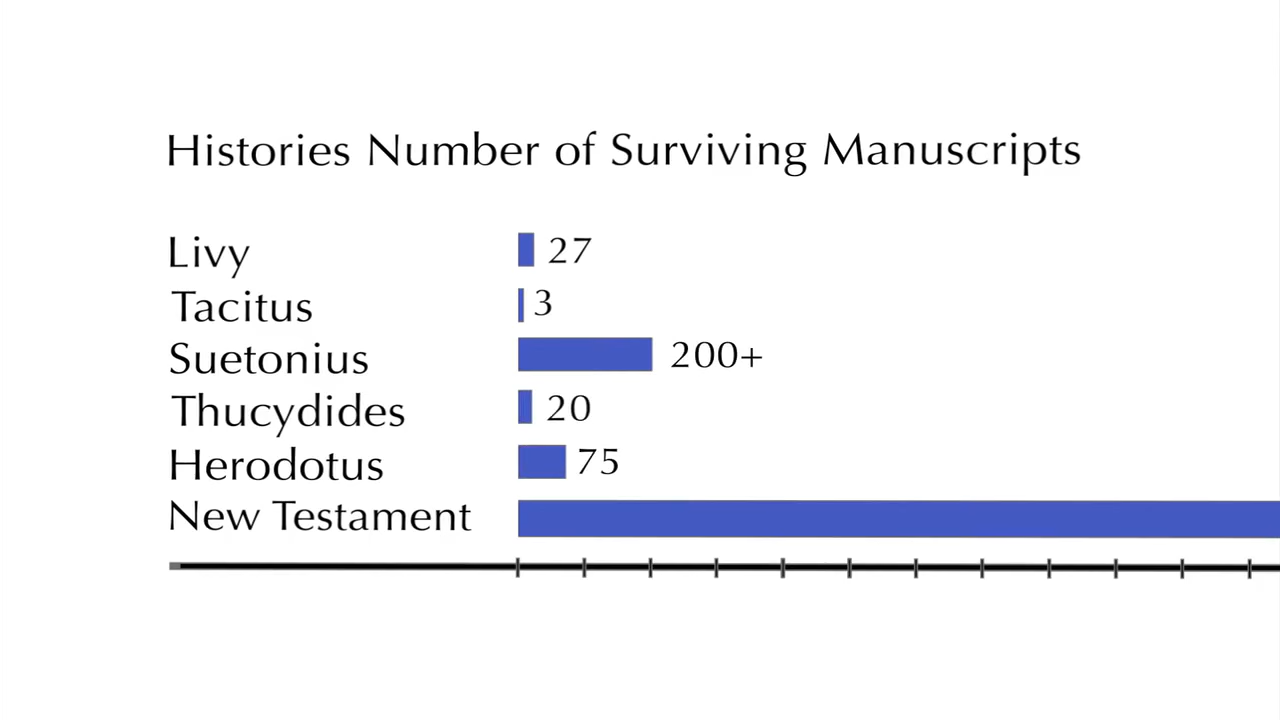 Histories Number of Surviving Manuscripts
Livy 27
Tacitus 3
Suetonius 200+
Thucydides 20
Herodotus 75
New Testament